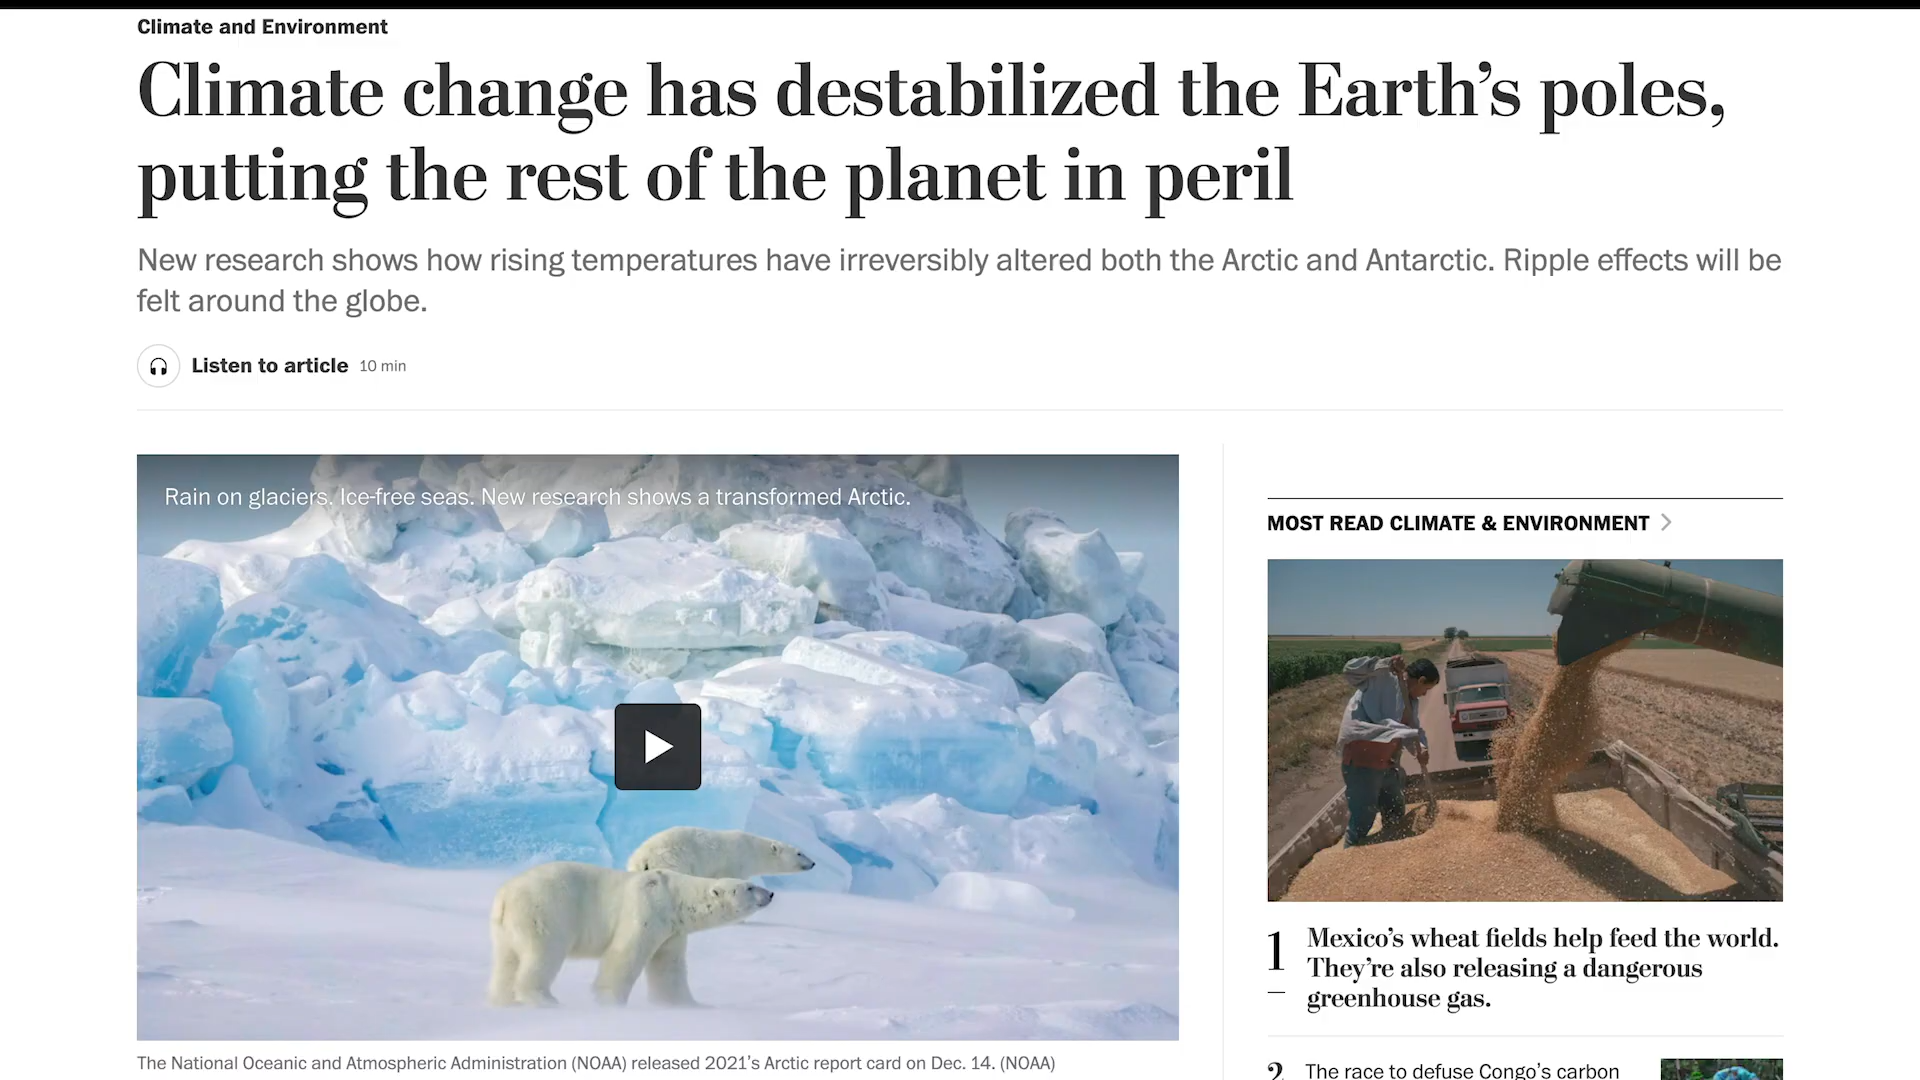 Climate and Environment
Climate change has destabilized the Earth’s poles,
putting the rest of the planet in peril
New research shows how rising temperatures have irreversibly altered both the Arctic and Antarctic. Ripple effects will be
felt around the globe.
Listen to article 10 min
Rain on glaciers. Ice-free seas. New research shows a transformed Arctic.
The National Oceanic and Atmospheric Administration (NOAA) released 2021’s Arctic report card on Dec. 14. (NOAA)
MOST READ CLIMATE & ENVIRONMENT
1 Mexico’s wheat fields help feed the world.
They’re also releasing a dangerous
greenhouse gas.
2 The race to defuse Congo’s carbon